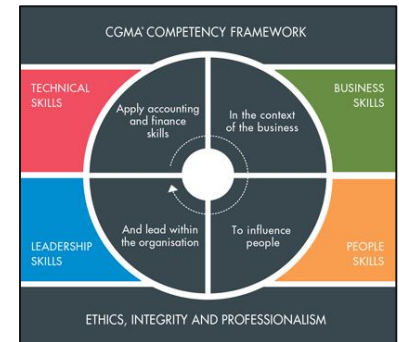 CGMA® COMPETENCY FRAMEWORK
TECHNICAL
SKILLS
BUSINESS
SKILLS
Apply accounting
and finance
skills
In the context
of the business
And lead within
the organisation
To influence
people
LEADERSHIP
SKILLS
PEOPLE
SKILLS
ETHICS, INTEGRITY AND PROFESSIONALISM